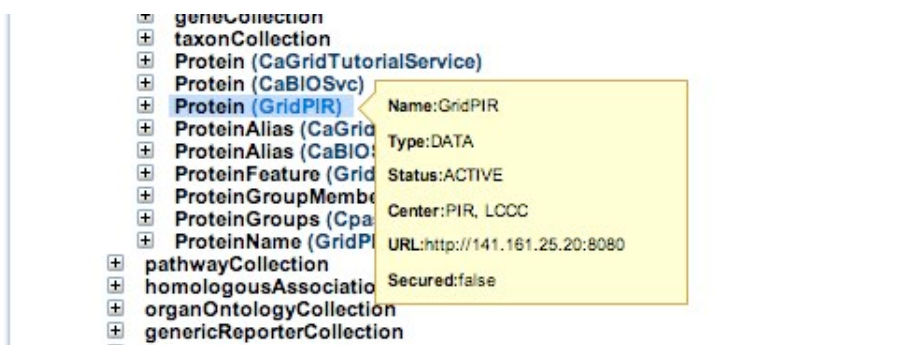 geneCollection
taxonCollection
Protein (CaGridTutorialService)
Protein (CaBIOSvc)
Protein (GridPIR)
ProteinAlias (CaGrid
ProteinAlias (CaBIOS
ProteinFeature (Grid
ProteinGroupMembe
ProteinGroups (Cpa
ProteinName (GridPI
pathwayCollection
homologousAssociatio
organOntologyCollection
genericReporterCollection
Name:GridPIR
Type:DATA
Status:ACTIVE
Center:PIR, LCCC
URL:http://141.161.25.20:8080
Secured:false